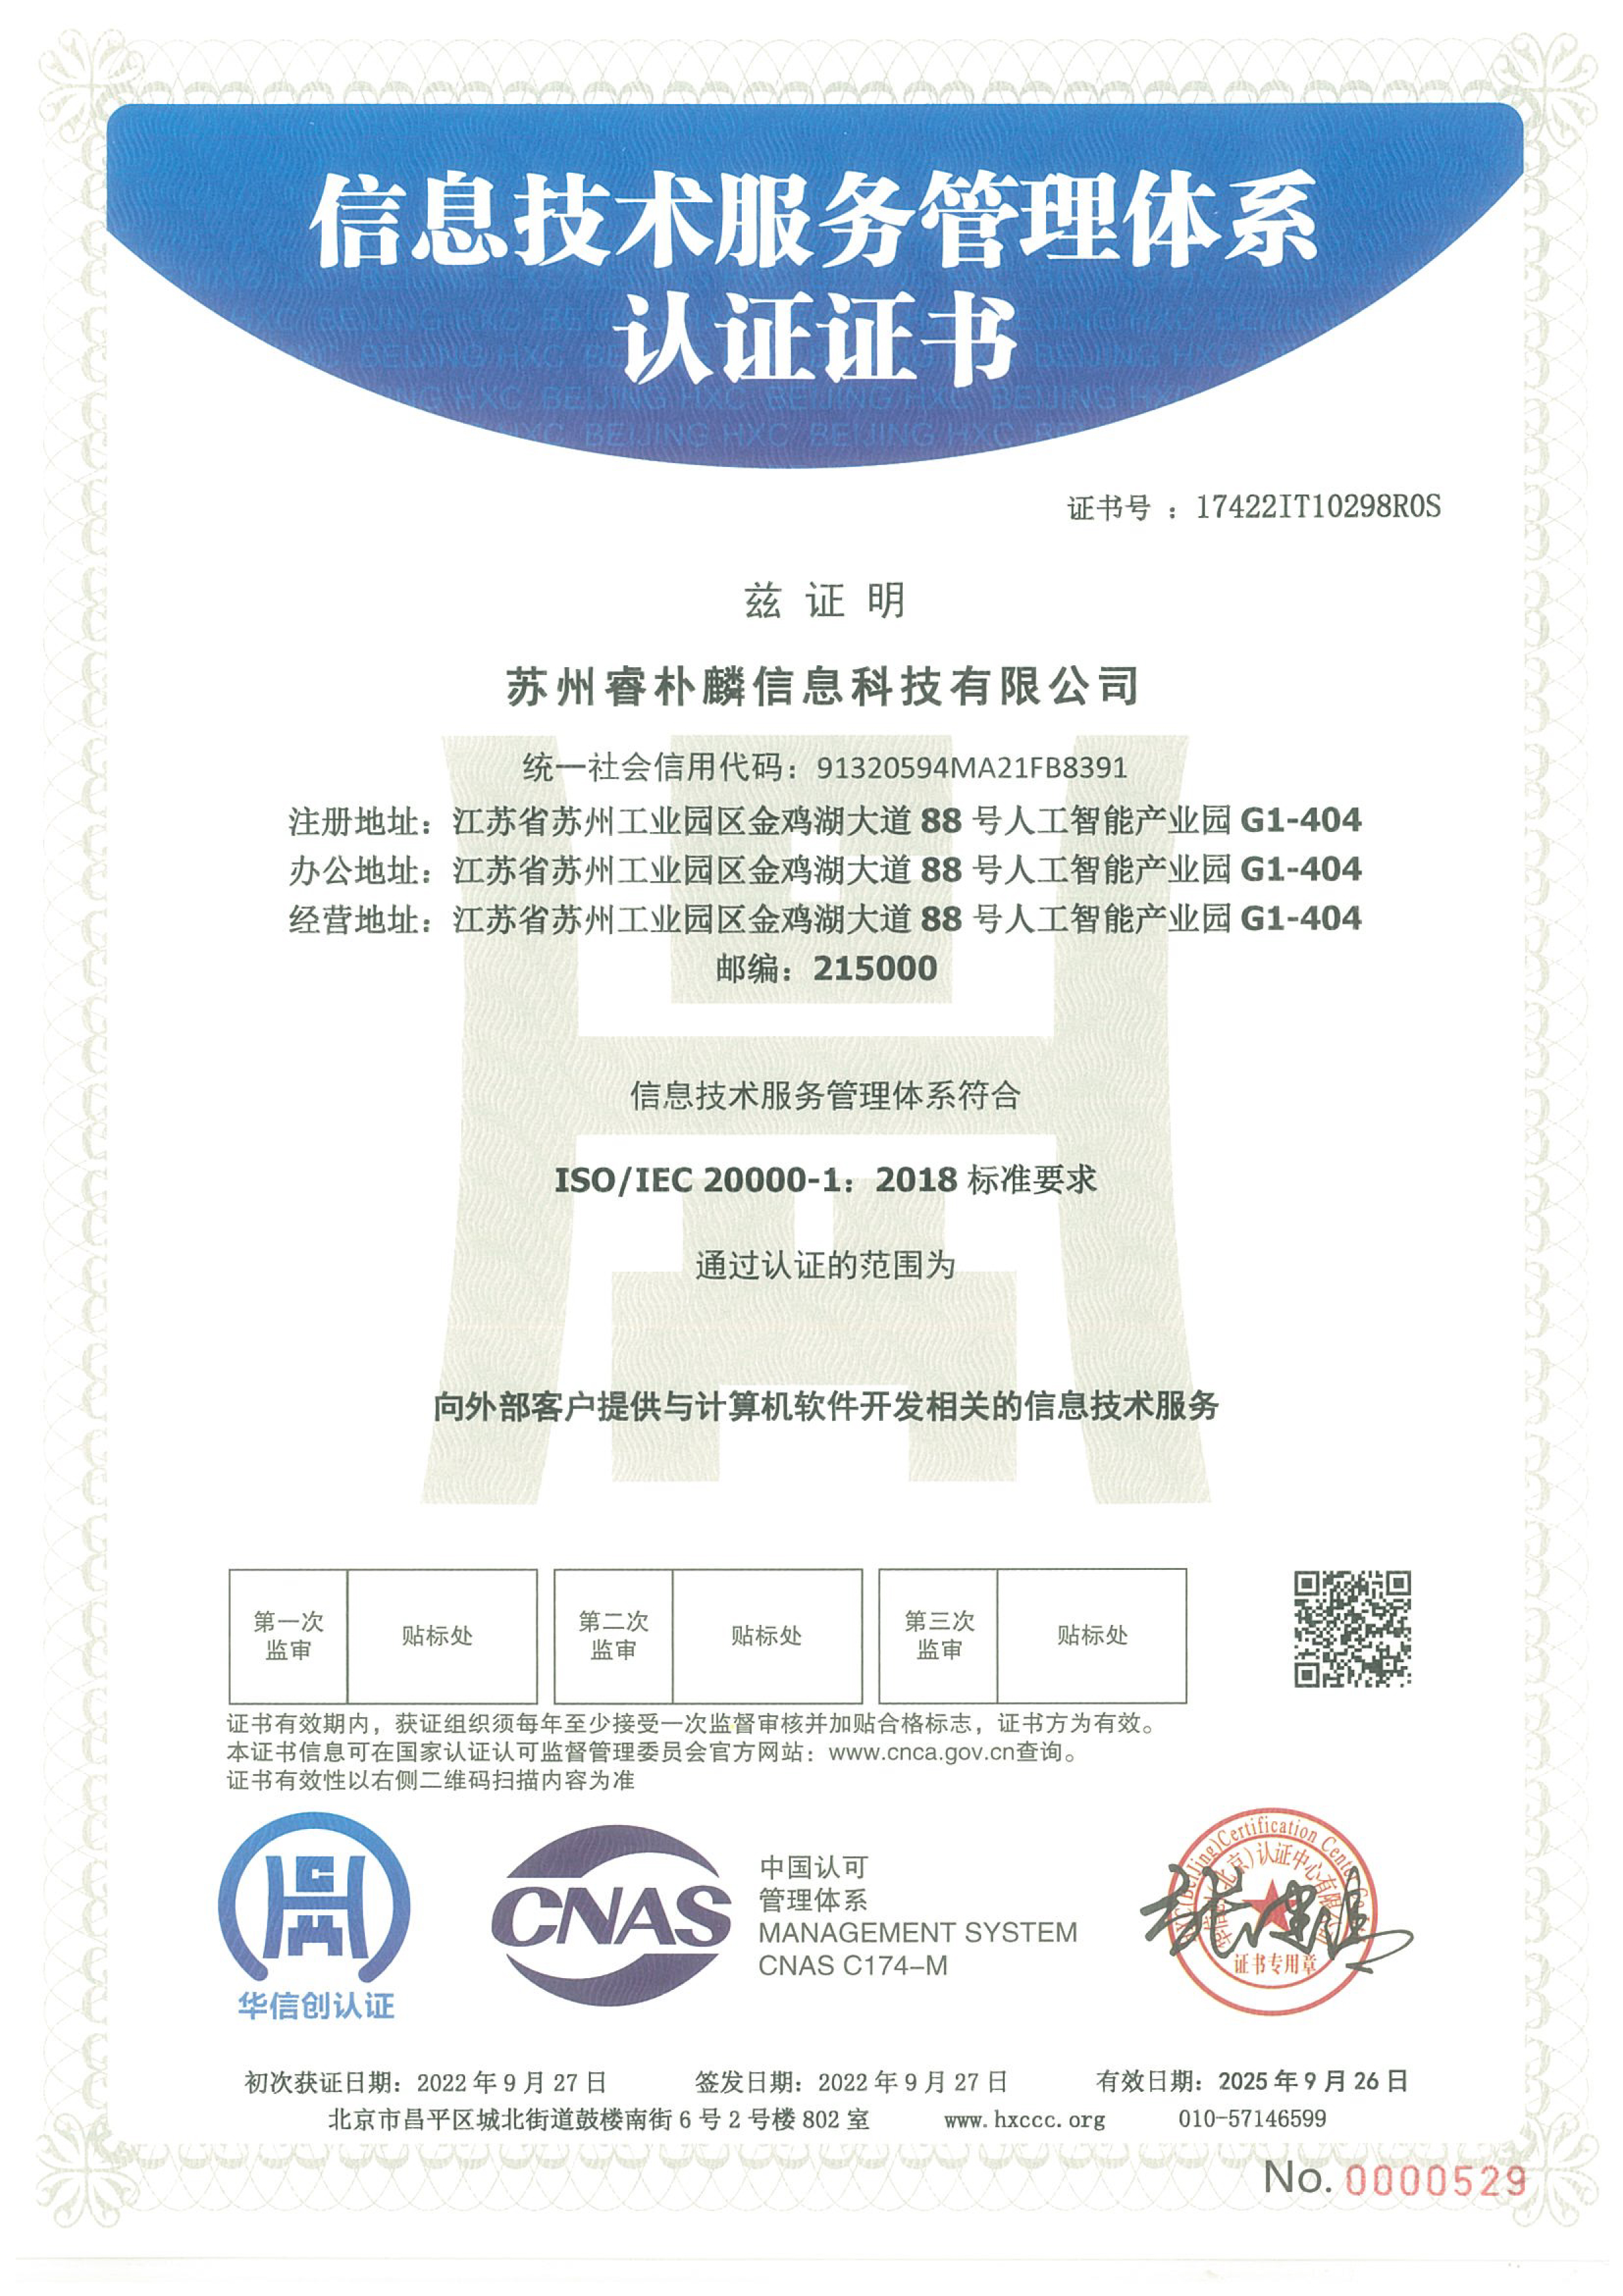 信息技术服务管理体系
认证证书
证书号 ：17422IT10298R0S
兹 证 明
苏州睿朴麟信息科技有限公司
统一社会信用代码：91320594MA21FB8391
注册地址：江苏省苏州工业园区金鸡湖大道 88 号人工智能产业园 G1-404
办公地址：江苏省苏州工业园区金鸡湖大道 88 号人工智能产业园 G1-404
经营地址：江苏省苏州工业园区金鸡湖大道 88 号人工智能产业园 G1-404
邮编：215000
信息技术服务管理体系符合
ISO/IEC 20000-1：2018 标准要求
通过认证的范围为
向外部客户提供与计算机软件开发相关的信息技术服务
第一次
监审
贴标处
第二次
监审
贴标处
第三次
监审
贴标处
证书有效期内，获证组织须每年至少接受一次监督审核并加贴合格标志，证书方为有效。
本证书信息可在国家认证认可监督管理委员会官方网站：www.cnca.gov.cn查询。
证书有效性以右侧二维码扫描内容为准
华信创认证
CNAS
中国认可
管理体系
MANAGEMENT SYSTEM
CNAS C174–M
(Beijing)Certification Center Co
(北京)认证中心有限公司
证书专用章
初次获证日期：2022 年 9 月 27 日
签发日期：2022 年 9 月 27 日
有效日期：2025 年 9 月 26 日
北京市昌平区城北街道鼓楼南街 6 号 2 号楼 802 室
www.hxccc.org
010-57146599
No. 0000529